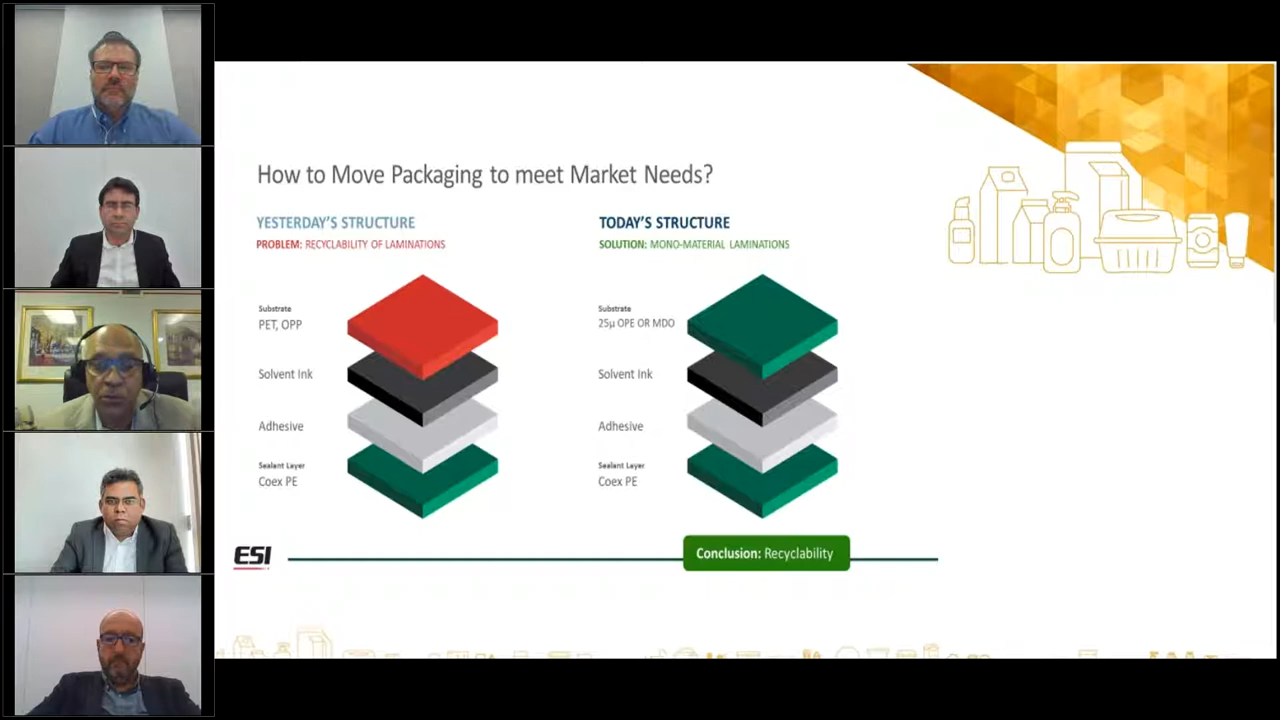 How to Move Packaging to meet Market Needs?
YESTERDAY'S STRUCTURE
PROBLEM: RECYCLABILITY OF LAMINATIONS
Substrate
PET, OPP
Solvent Ink
Adhesive
Sealant Layer
Coex PE
TODAY'S STRUCTURE
SOLUTION: MONO-MATERIAL LAMINATIONS
Substrate
25µ OPE OR MDO
Solvent Ink
Adhesive
Sealant Layer
Coex PE
ESI
Conclusion: Recyclability